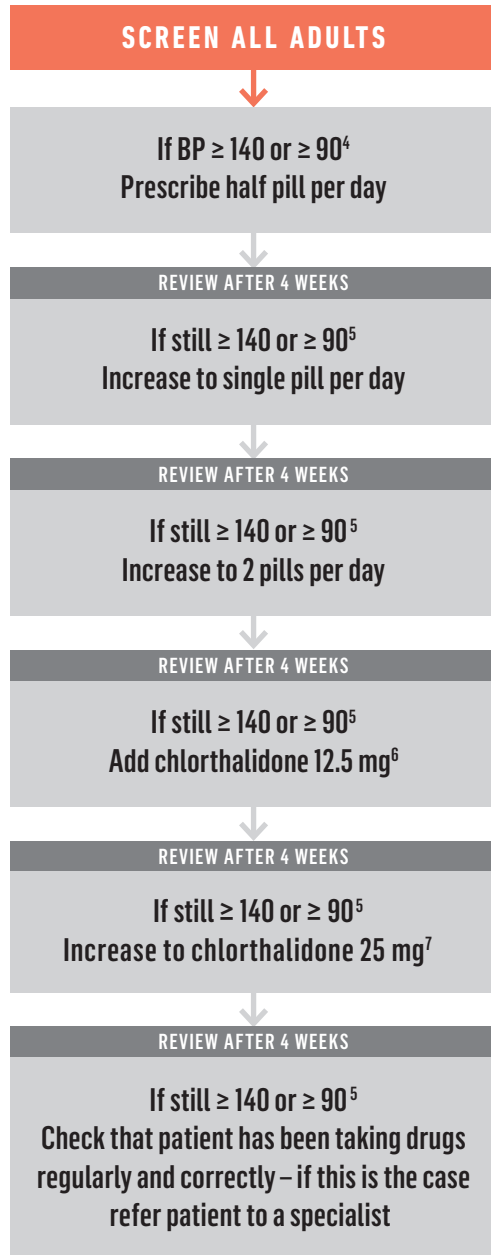 SCREEN ALL ADULTS
If BP ≥ 140 or ≥ 90⁴
Prescribe half pill per day
REVIEW AFTER 4 WEEKS
If still ≥ 140 or ≥ 90⁵
Increase to single pill per day
REVIEW AFTER 4 WEEKS
If still ≥ 140 or ≥ 90⁵
Increase to 2 pills per day
REVIEW AFTER 4 WEEKS
If still ≥ 140 or ≥ 90⁵
Add chlorthalidone 12.5 mg⁶
REVIEW AFTER 4 WEEKS
If still ≥ 140 or ≥ 90⁵
Increase to chlorthalidone 25 mg⁷
REVIEW AFTER 4 WEEKS
If still ≥ 140 or ≥ 90⁵
Check that patient has been taking drugs
regularly and correctly – if this is the case
refer patient to a specialist